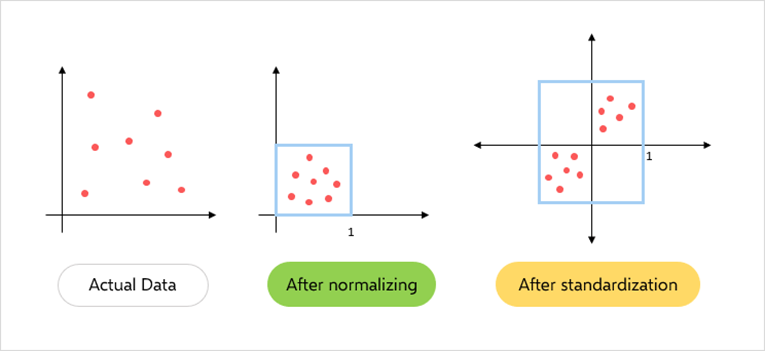 1
1
Actual Data
After normalizing
After standardization